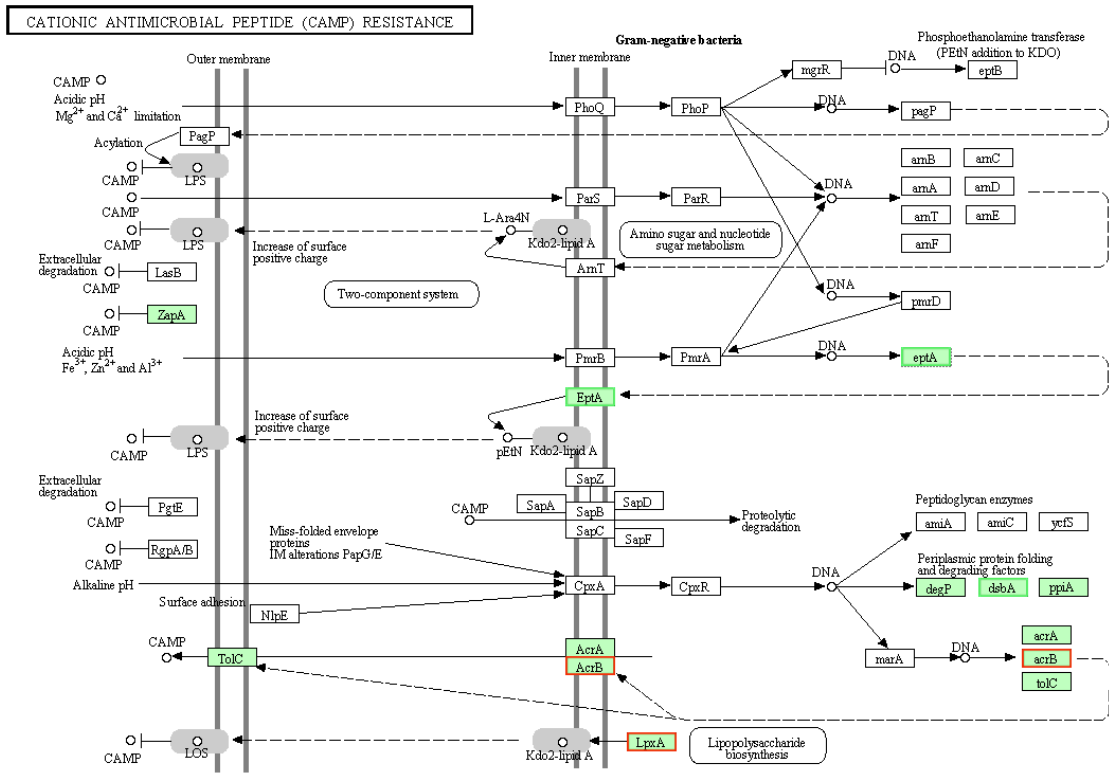 CATIONIC ANTIMICROBIAL PEPTIDE (CAMP) RESISTANCE
Gram-negative bacteria
Outer membrane
Inner membrane
Phosphoethanolamine transferase
(PEtN addition to KDO)
CAMP
Acidic pH
Mg2+ and Ca2+ limitation
PhoQ
PhoP
mgrR
DNA
eptB
DNA
pagP
PagP
Acylation
CAMP
LPS
CAMP
ParS
ParR
DNA
arnB
arnC
arnA
arnD
arnT
arnE
arnF
CAMP
LPS
Increase of surface
positive charge
L-Ara4N
Kdo2-lipid A
Amino sugar and nucleotide
sugar metabolism
ArnT
Extracellular
degradation
LasB
CAMP
Two-component system
DNA
pmrD
ZapA
CAMP
Acidic pH
Fe3+, Zn2+ and Al3+
PmrB
PmrA
DNA
eptA
EptA
Increase of surface
positive charge
CAMP
LPS
pEtN
Kdo2-lipid A
Extracellular
degradation
PgtE
CAMP
SapZ
SapA
SapD
SapB
SapC
SapF
CAMP
Proteolytic
degradation
Peptidoglycan enzymes
amiA
amiC
ycfS
RgpA/B
CAMP
Miss-folded envelope
proteins
IM alterations PapG/E
Periplasmic protein folding
and degrading factors
Alkaline pH
CpxA
CpxR
DNA
degP
dsbA
ppiA
Surface adhesion
NlpE
CAMP
TolC
AcrA
AcrB
marA
DNA
acrA
acrB
tolC
CAMP
LOS
Kdo2-lipid A
LpxA
Lipopolysaccharide
biosynthesis